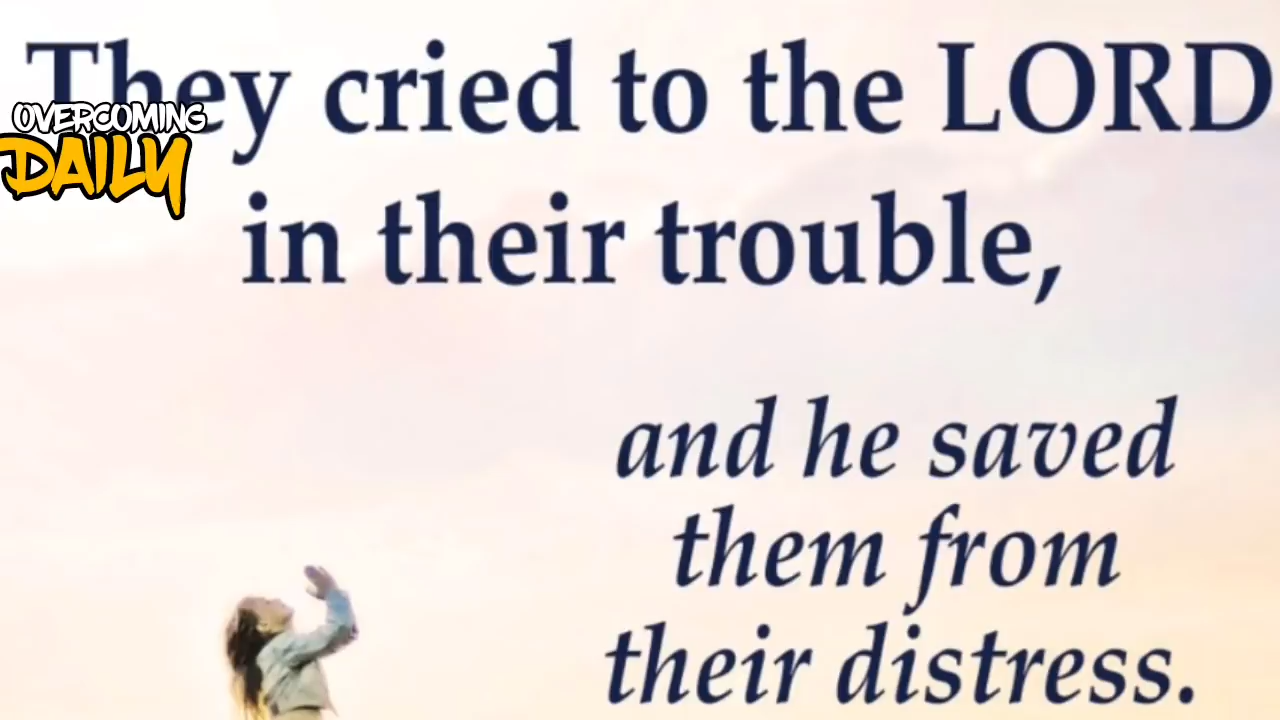 They cried to the LORD
OVERCOMING
DAILY
in their trouble,
and he saved
them from
their distress.